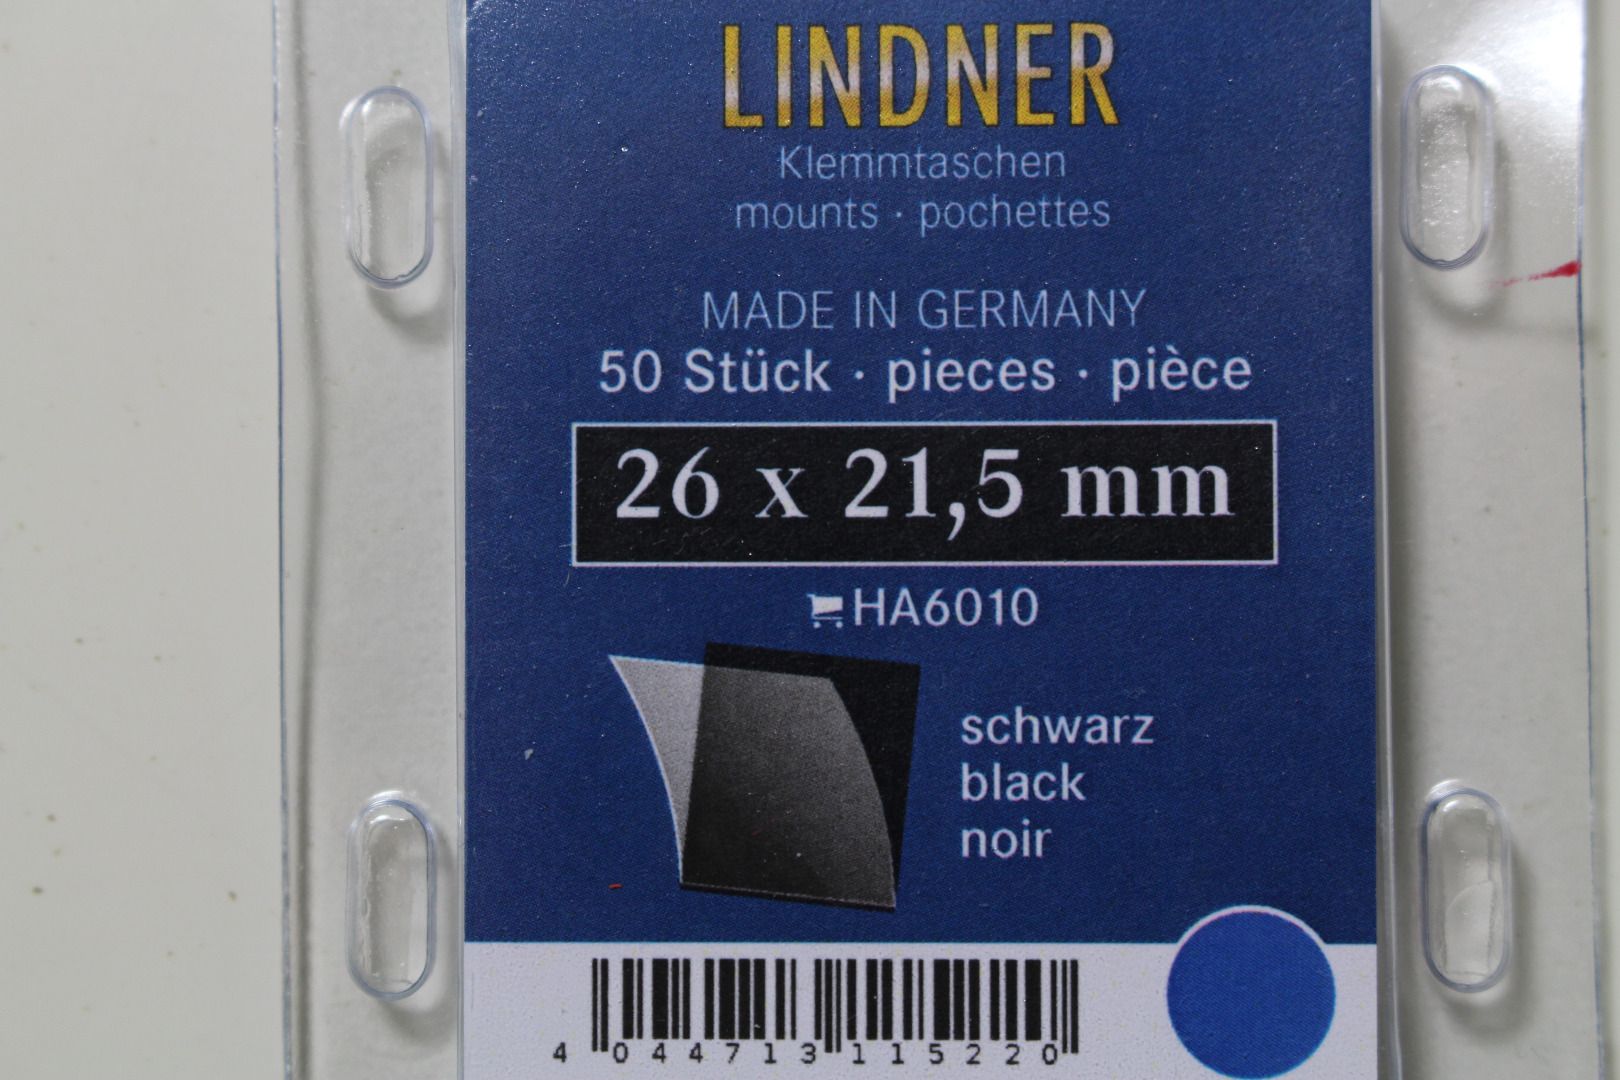 LINDNER
Klemmtaschen
mounts · pochettes
MADE IN GERMANY
50 Stück · pieces · pièce
26 x 21,5 mm
HA6010
schwarz
black
noir
4 044713 115220